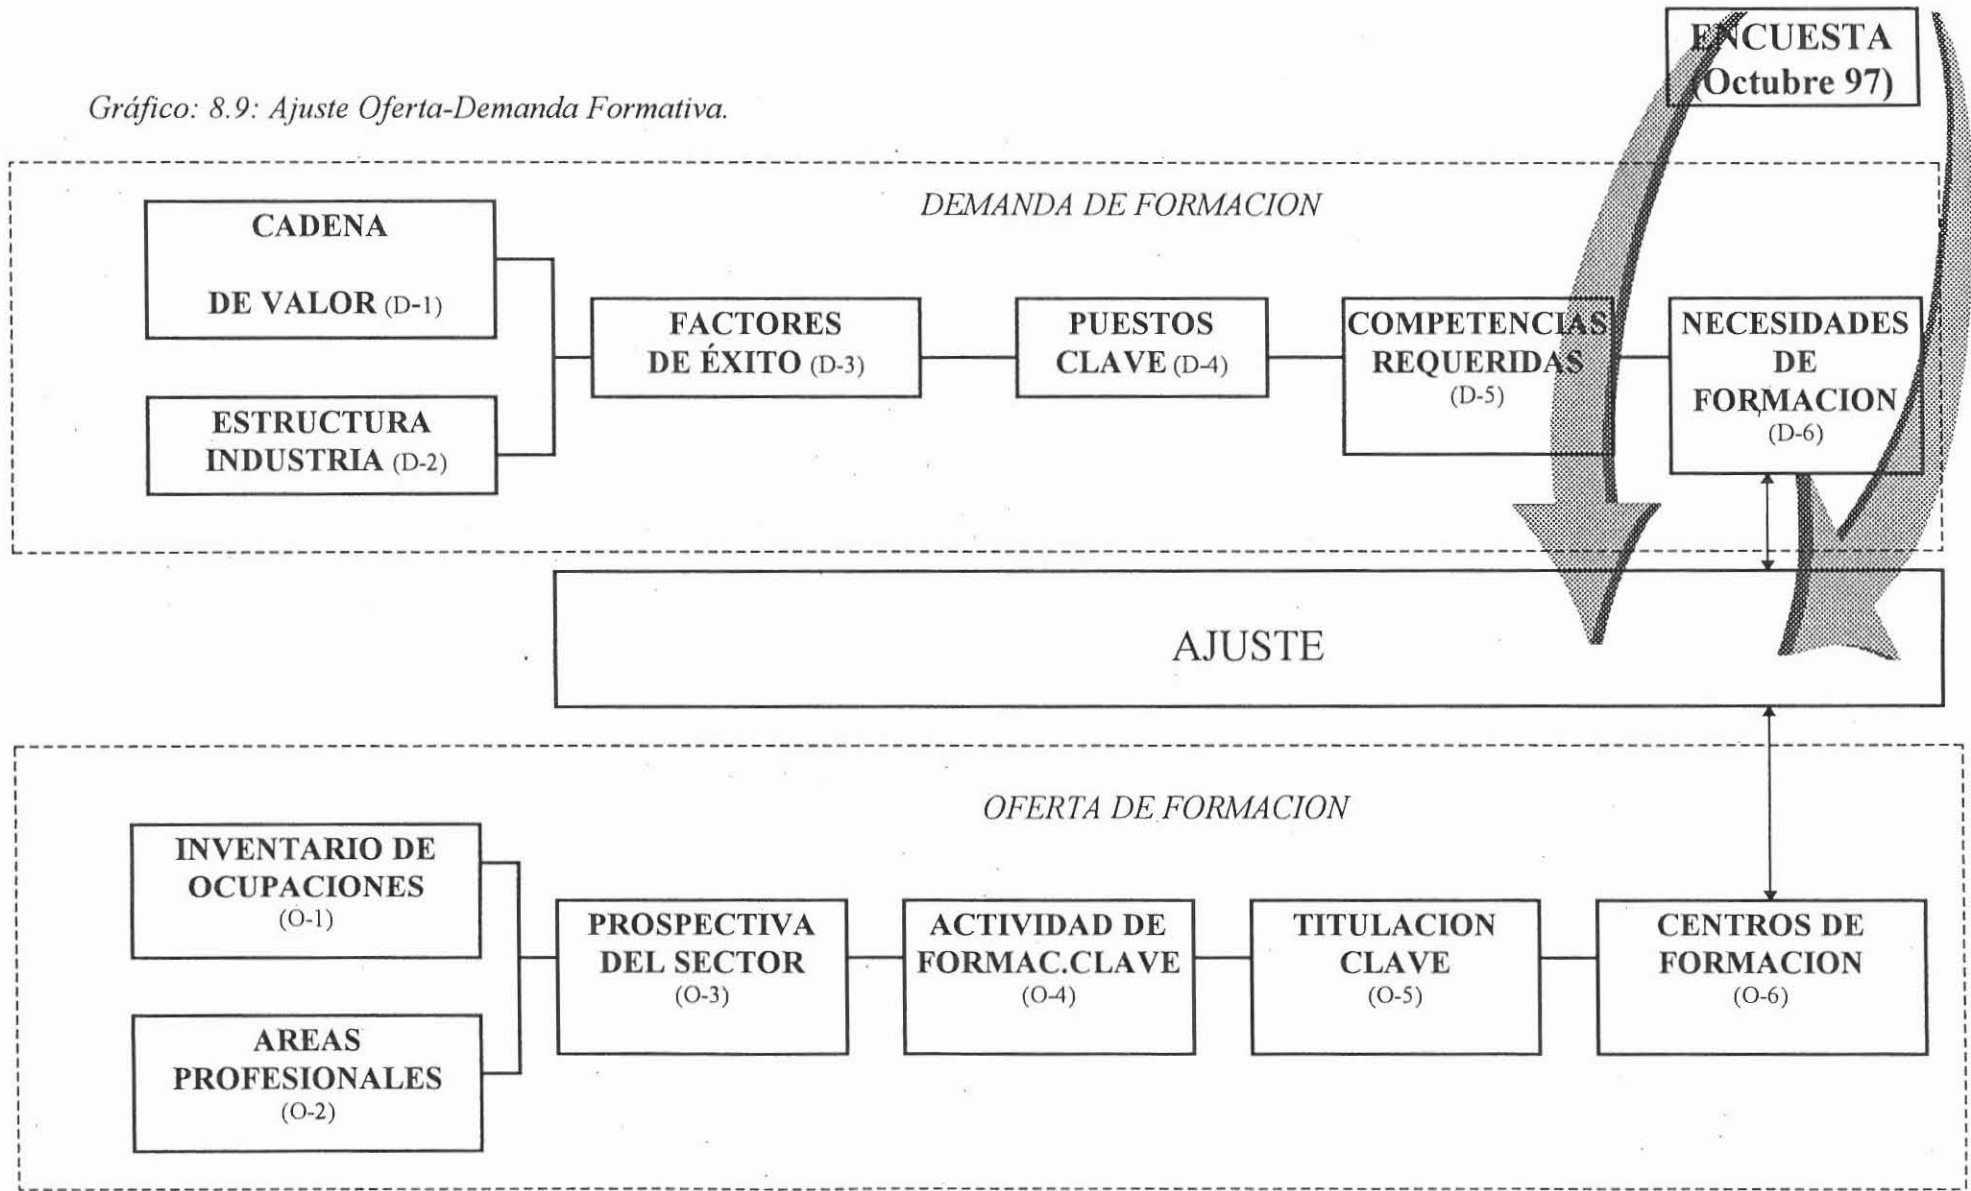 ENCUESTA
(Octubre 97)
Gráfico: 8.9: Ajuste Oferta-Demanda Formativa.
DEMANDA DE FORMACION
CADENA
DE VALOR (D-1)
ESTRUCTURA
INDUSTRIA (D-2)
FACTORES
DE ÉXITO (D-3)
PUESTOS
CLAVE (D-4)
COMPETENCIAS
REQUERIDAS
(D-5)
NECESIDADES
DE
FORMACION
(D-6)
AJUSTE
OFERTA DE FORMACION
INVENTARIO DE
OCUPACIONES
(O-1)
AREAS
PROFESIONALES
(O-2)
PROSPECTIVA
DEL SECTOR
(O-3)
ACTIVIDAD DE
FORMAC.CLAVE
(O-4)
TITULACION
CLAVE
(O-5)
CENTROS DE
FORMACION
(O-6)